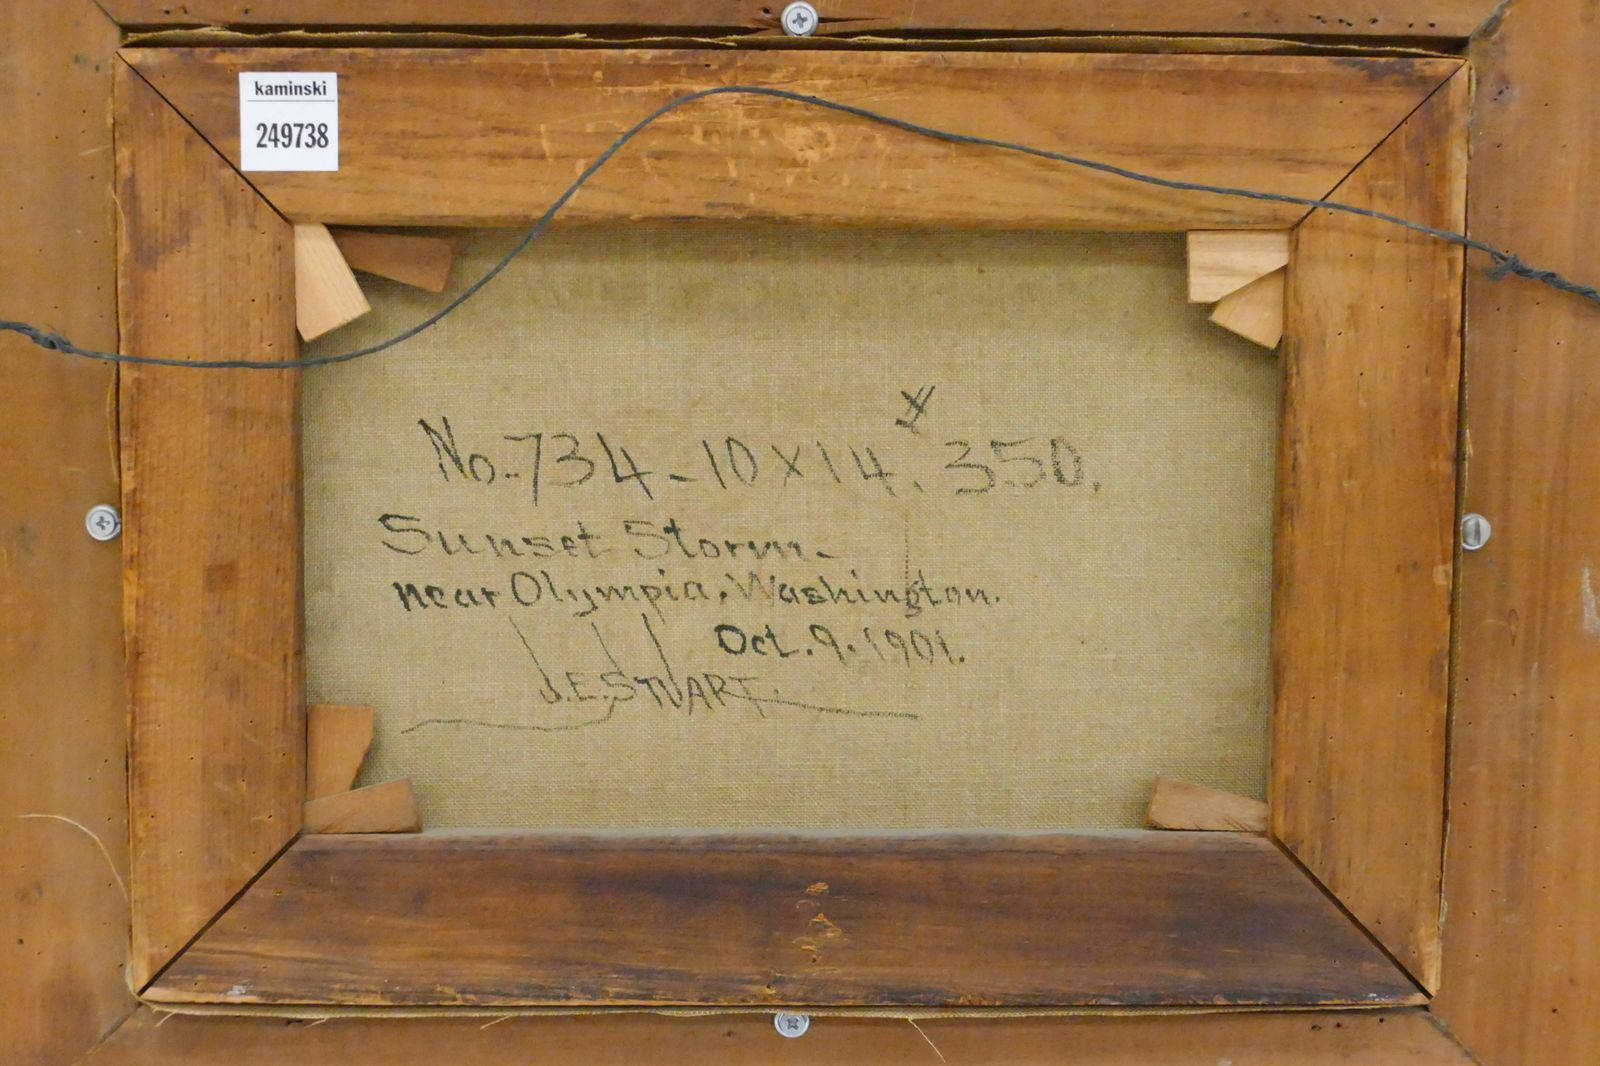 kaminski
249738
No. 734 - 10 x 14. $350.
Sunset Storm -
near Olympia. Washington.
Oct. 9. 1901.
J.E. STUART.